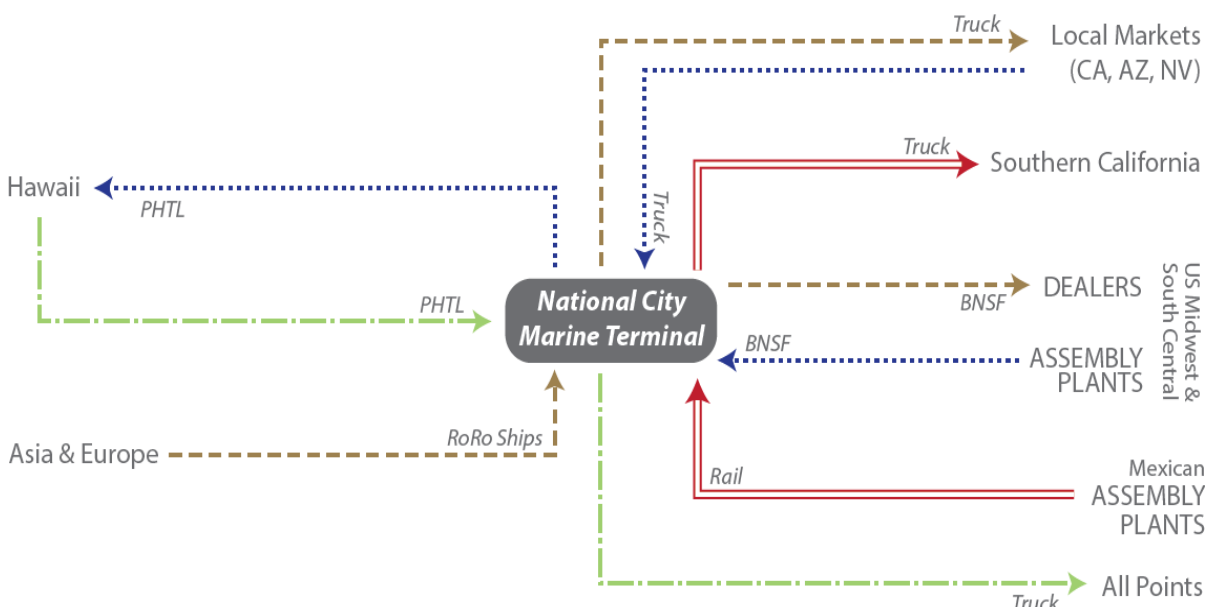 Truck
Local Markets
(CA, AZ, NV)
Truck
Southern California
Hawaii
PHTL
Truck
PHTL
National City
Marine Terminal
BNSF
DEALERS
US Midwest &
South Central
BNSF
ASSEMBLY
PLANTS
Asia & Europe
RoRo Ships
Rail
Mexican
ASSEMBLY
PLANTS
All Points
Truck